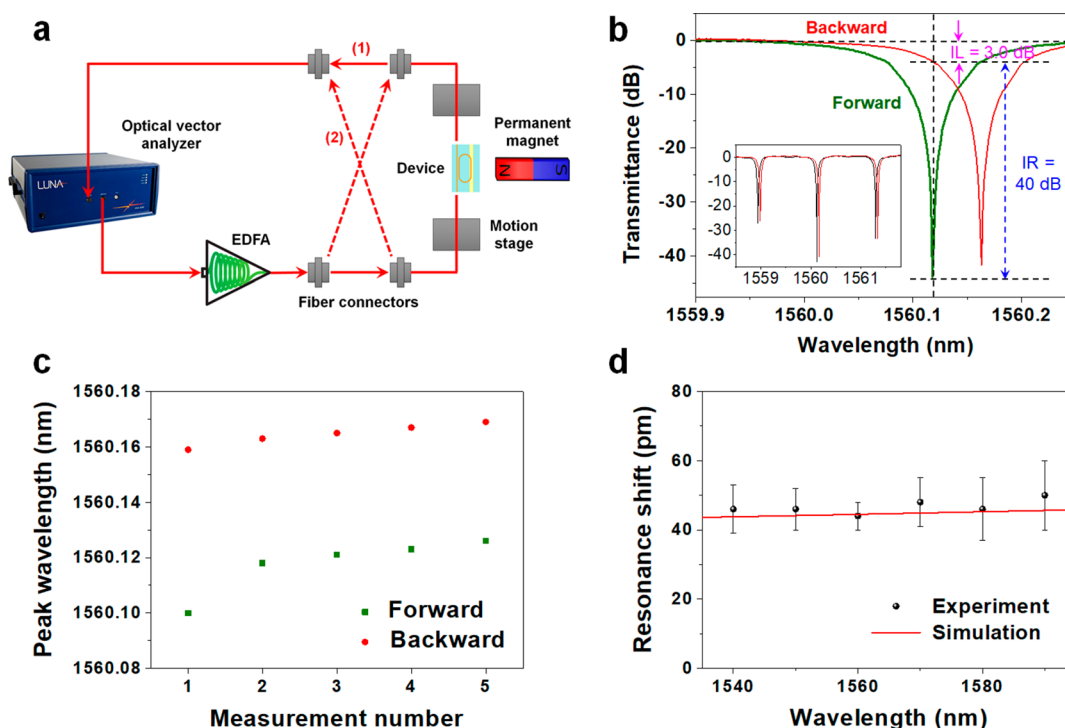 a
(1)
(2)
Optical vector
analyzer
LUNA
Permanent
magnet
N
S
Device
Motion
stage
EDFA
Fiber connectors
b
Backward
IL = 3.0 dB
Forward
IR =
40 dB
0
-10
-20
-30
-40
Transmittance (dB)
0
-10
-20
-30
-40
1559
1560
1561
1559.9
1560.0
1560.1
1560.2
Wavelength (nm)
c
1560.18
1560.16
1560.14
1560.12
1560.10
1560.08
Peak wavelength (nm)
Forward
Backward
1
2
3
4
5
Measurement number
d
80
60
40
20
0
Resonance shift (pm)
Experiment
Simulation
1540
1560
1580
Wavelength (nm)